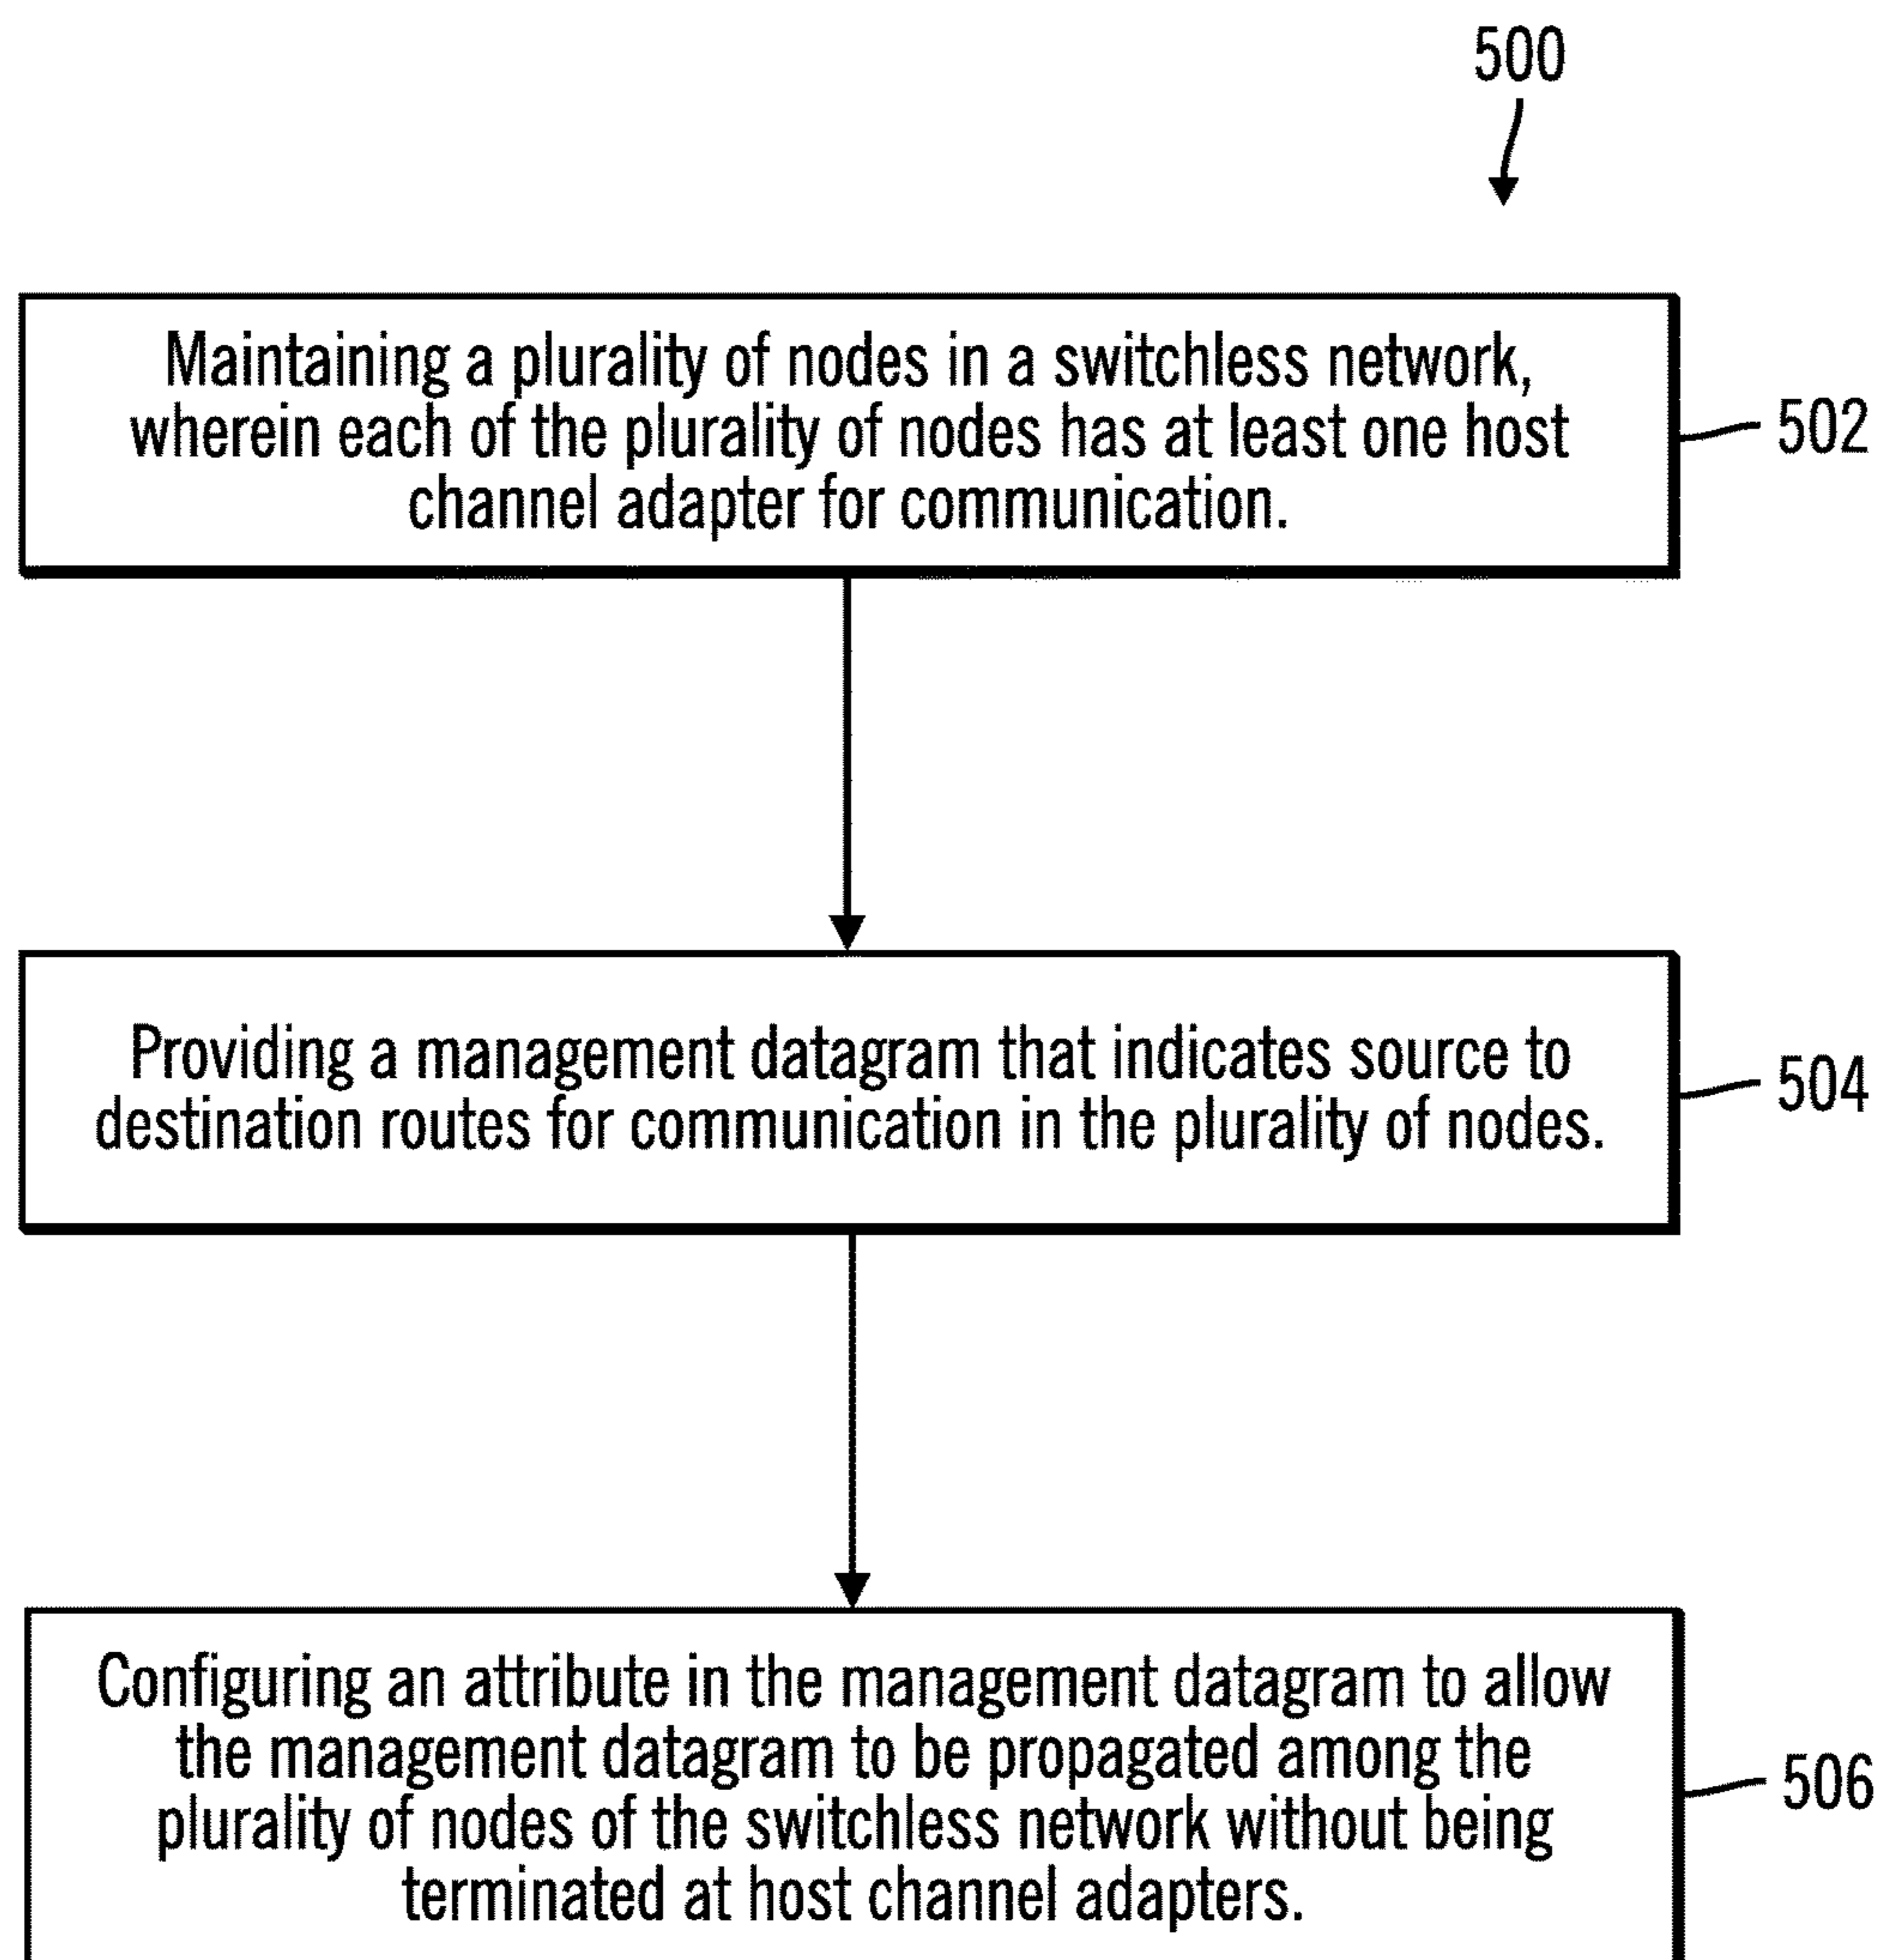 500
Maintaining a plurality of nodes in a switchless network,
wherein each of the plurality of nodes has at least one host
channel adapter for communication.
502
Providing a management datagram that indicates source to
destination routes for communication in the plurality of nodes.
504
Configuring an attribute in the management datagram to allow
the management datagram to be propagated among the
plurality of nodes of the switchless network without being
terminated at host channel adapters.
506